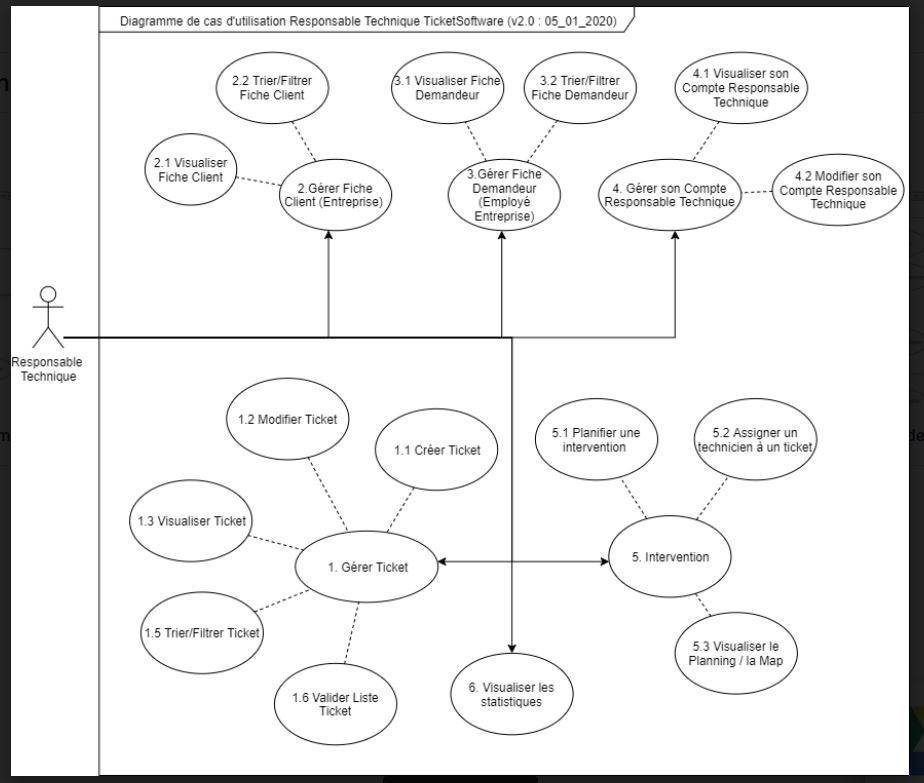 Diagramme de cas d'utilisation Responsable Technique TicketSoftware (v2.0 : 05_01_2020)
2.2 Trier/Filtrer
Fiche Client
3.1 Visualiser Fiche
Demandeur
3.2 Trier/Filtrer
Fiche Demandeur
4.1 Visualiser son
Compte Responsable
Technique
2.1 Visualiser
Fiche Client
2.Gérer Fiche
Client (Entreprise)
3.Gérer Fiche
Demandeur
(Employé
Entreprise)
4. Gérer son Compte
Responsable Technique
4.2 Modifier son
Compte Responsable
Technique
Responsable
Technique
1.2 Modifier Ticket
1.1 Créer Ticket
5.1 Planifier une
intervention
5.2 Assigner un
technicien à un ticket
1.3 Visualiser Ticket
1. Gérer Ticket
5. Intervention
1.5 Trier/Filtrer Ticket
5.3 Visualiser le
Planning / la Map
1.6 Valider Liste
Ticket
6. Visualiser les
statistiques